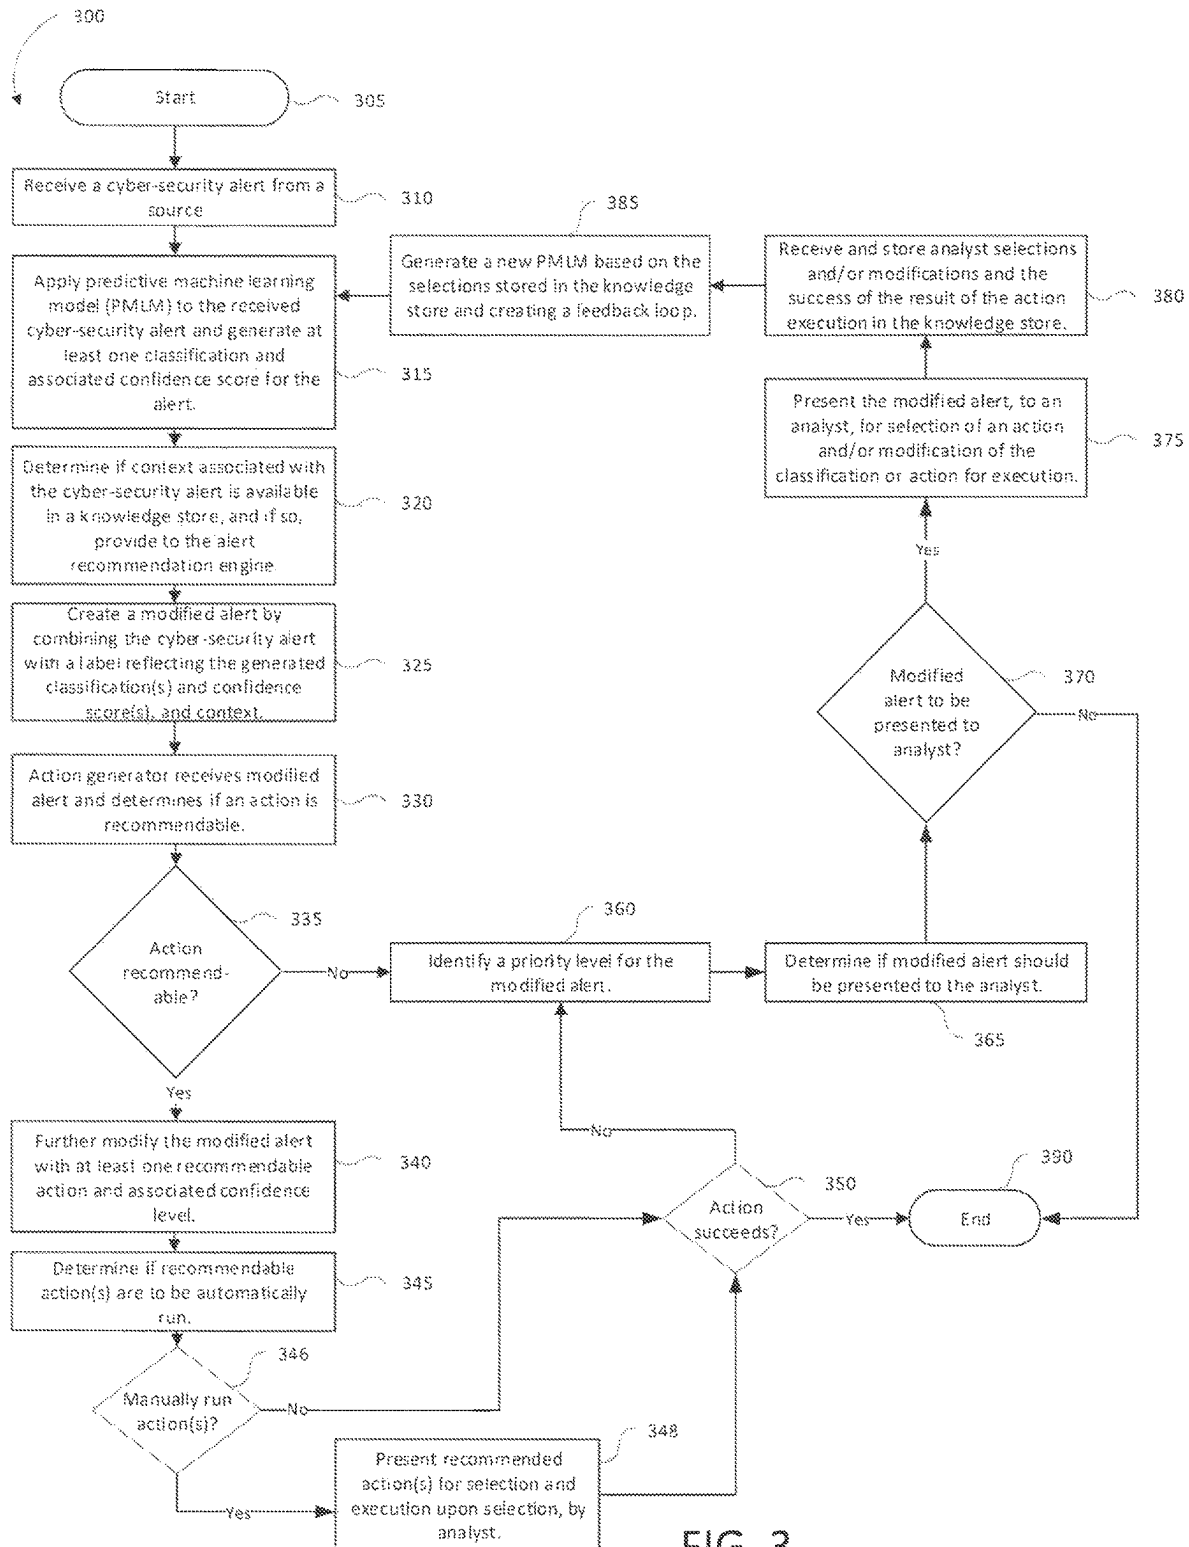 300
Start
305
Receive a cyber-security alert from a
source
310
Apply predictive machine learning
model (PMLM) to the received
cyber-security alert and generate at
least one classification and
associated confidence score for the
alert.
315
Determine if context associated with
the cyber-security alert is available
in a knowledge store, and if so,
provide to the alert
recommendation engine
320
Create a modified alert by
combining the cyber-security alert
with a label reflecting the generated
classification(s) and confidence
score(s), and context.
325
Action generator receives modified
alert and determines if an action is
recommendable.
330
Action
recommend-
able?
335
No
Yes
Further modify the modified alert
with at least one recommendable
action and associated confidence
level.
340
Determine if recommendable
action(s) are to be automatically
run.
345
Manually run
action(s)?
346
No
Yes
Present recommended
action(s) for selection and
execution upon selection, by
analyst.
348
Action
succeeds?
350
No
Yes
Identify a priority level for the
modified alert.
360
Determine if modified alert should
be presented to the analyst.
365
Modified
alert to be
presented to
analyst?
370
No
Yes
Present the modified alert, to an
analyst, for selection of an action
and/or modification of the
classification or action for execution.
375
Receive and store analyst selections
and/or modifications and the
success of the result of the action
execution in the knowledge store.
380
Generate a new PMLM based on the
selections stored in the knowledge
store and creating a feedback loop.
385
End
390
FIG. 3